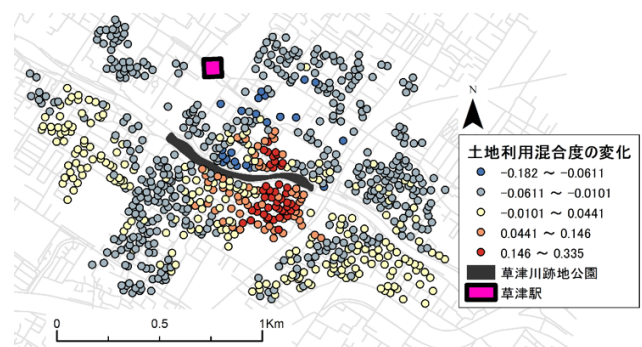 N
土地利用混合度の変化
-0.182 ～ -0.0611
-0.0611 ～ -0.0101
-0.0101 ～ 0.0441
0.0441 ～ 0.146
0.146 ～ 0.335
草津川跡地公園
草津駅
0 0.5 1Km